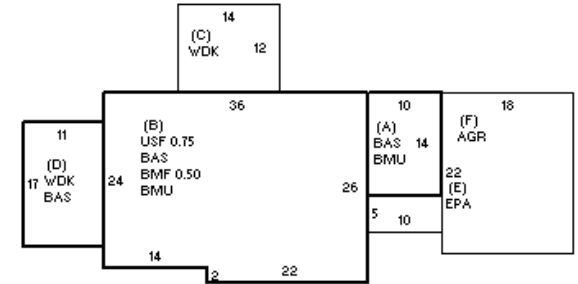 14
(C)
WDK
12
36
10
18
11
(B)
USF 0.75
BAS
BMF 0.50
BMU
(A)
BAS
BMU
14
(F)
AGR
(D)
WDK
BAS
17
24
26
22
(E)
EPA
5
10
14
2
22